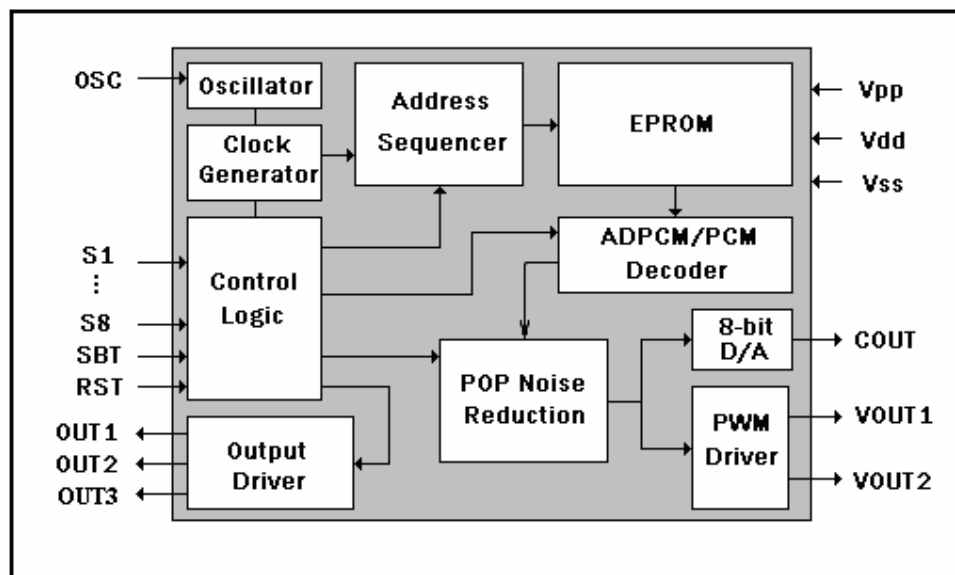 OSC
Oscillator
Clock
Generator
Address
Sequencer
EPROM
Vpp
Vdd
Vss
S1
⋮
S8
SBT
RST
Control
Logic
ADPCM/PCM
Decoder
POP Noise
Reduction
8-bit
D/A
COUT
OUT1
OUT2
OUT3
Output
Driver
PWM
Driver
VOUT1
VOUT2